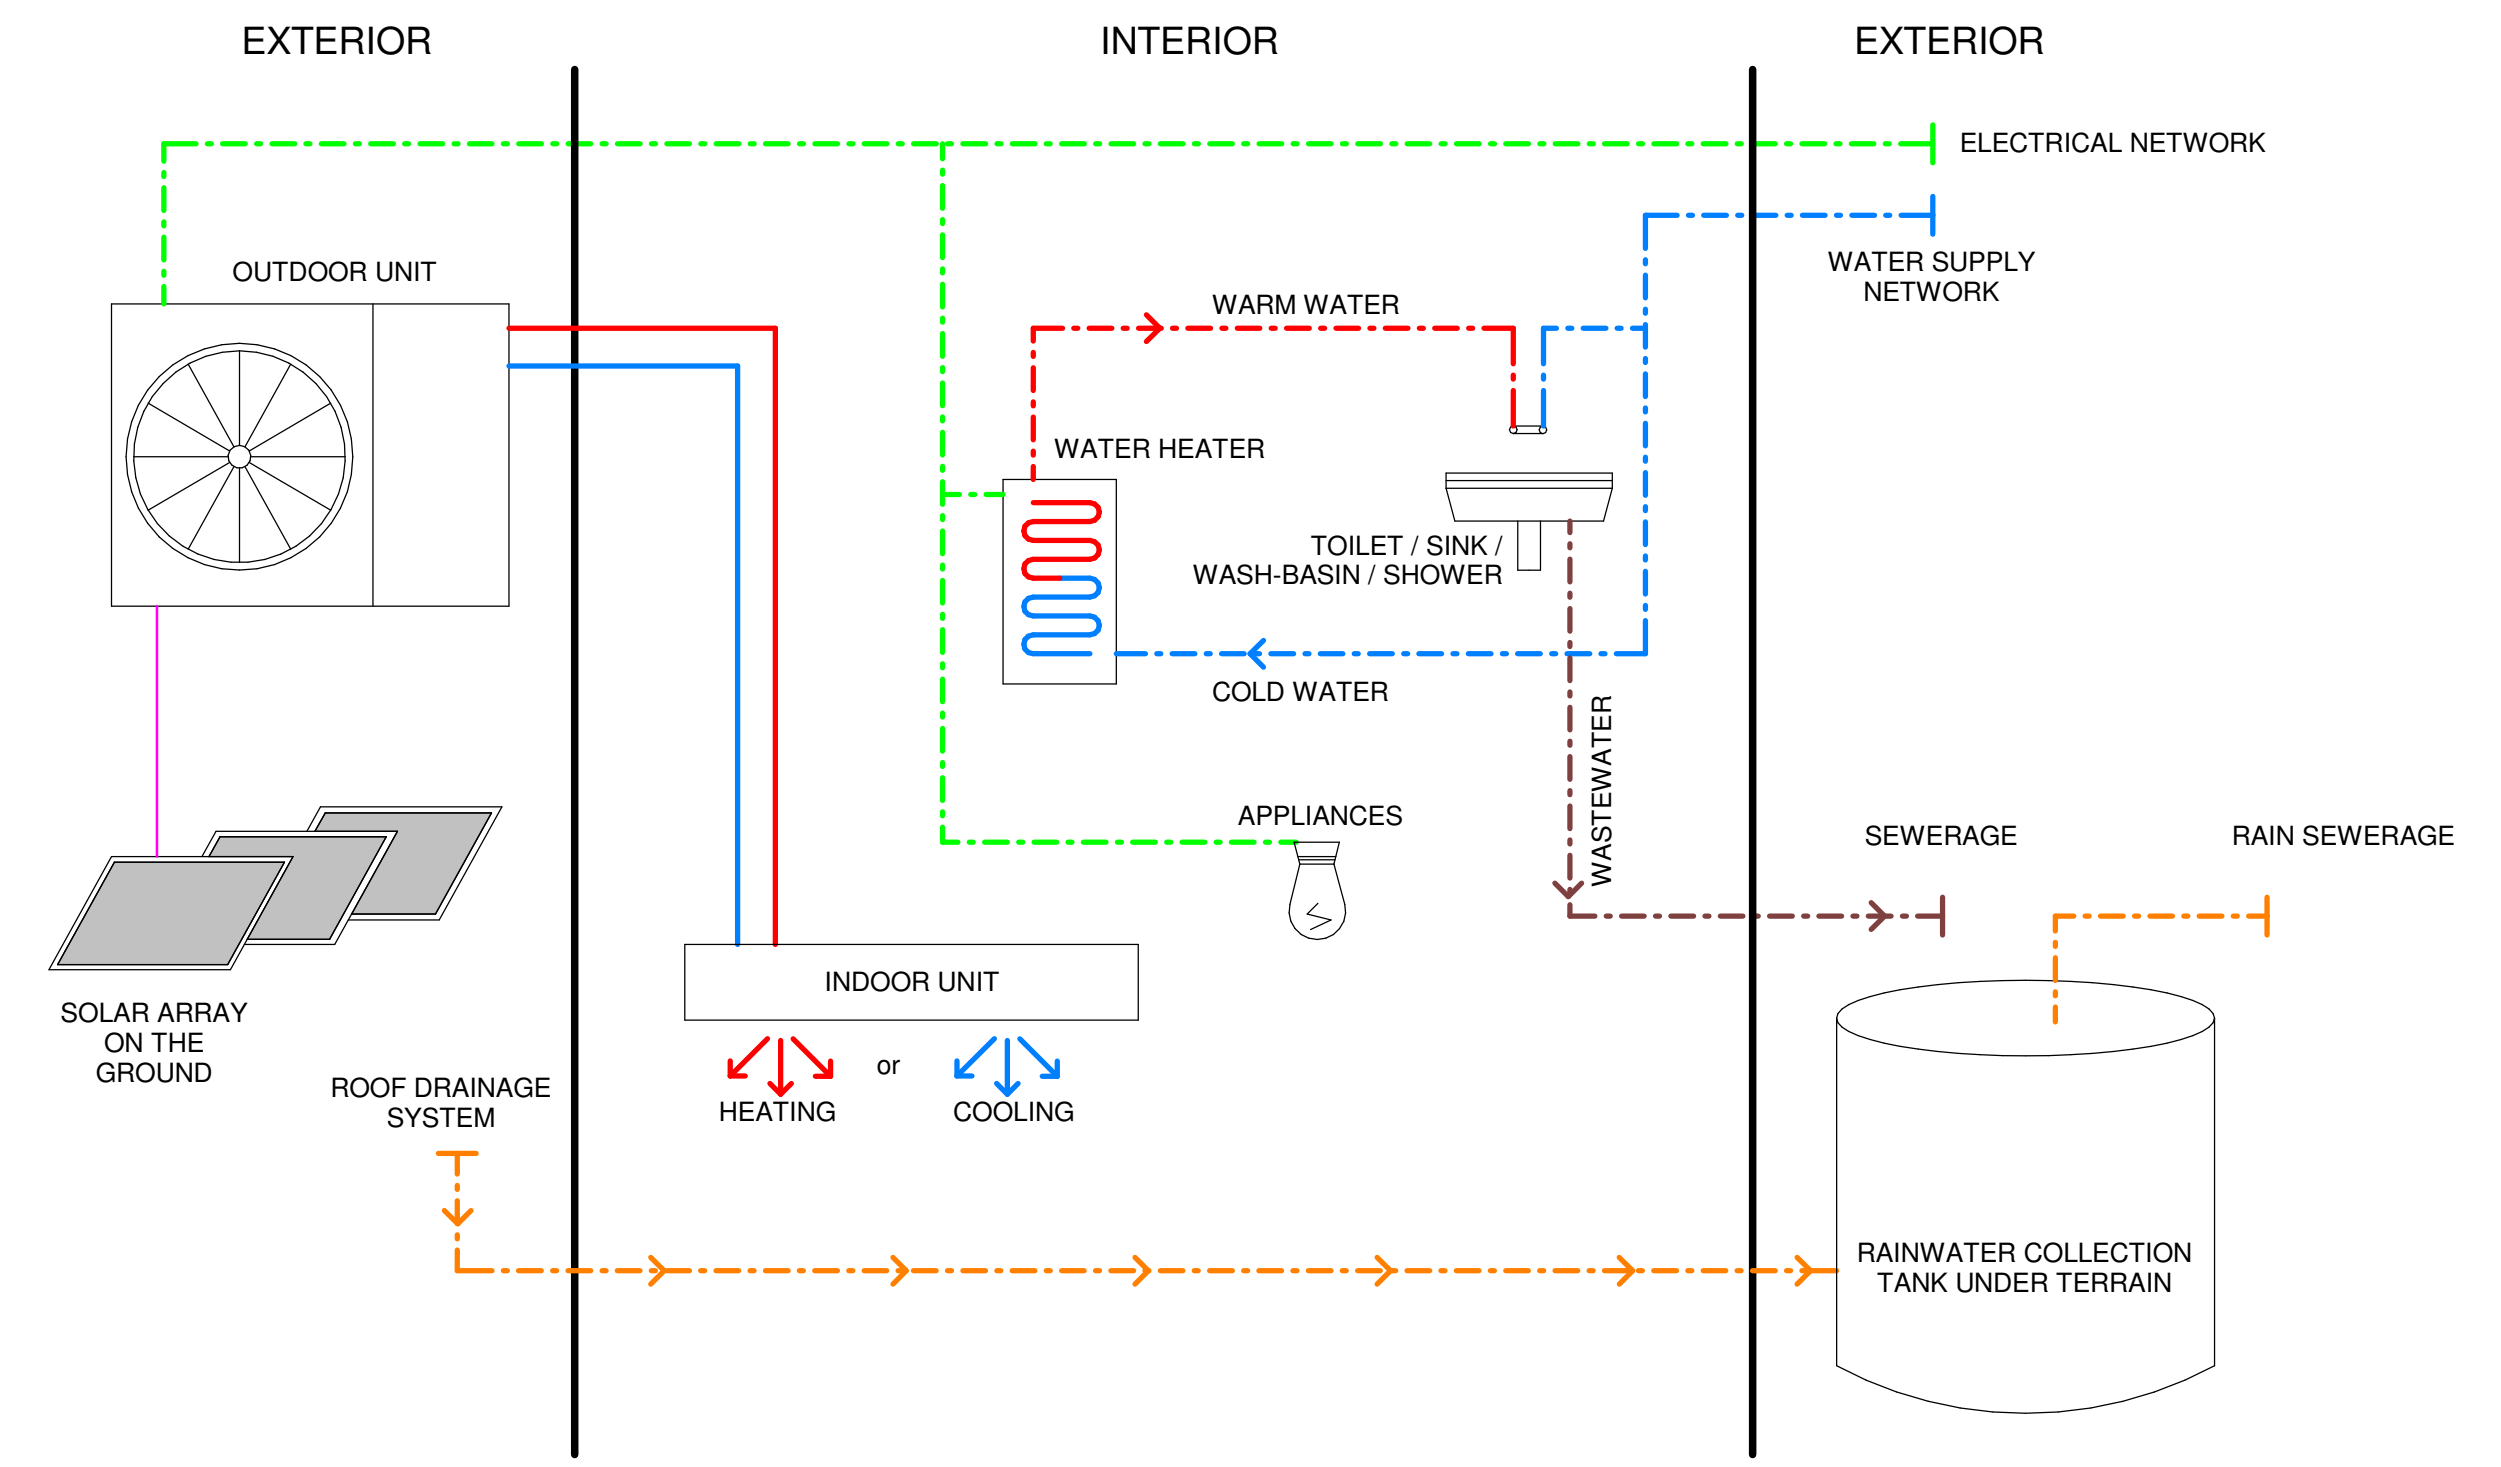 EXTERIOR
INTERIOR
EXTERIOR
ELECTRICAL NETWORK
WATER SUPPLY
NETWORK
OUTDOOR UNIT
WARM WATER
WATER HEATER
TOILET / SINK /
WASH-BASIN / SHOWER
COLD WATER
WASTEWATER
APPLIANCES
SEWERAGE
RAIN SEWERAGE
INDOOR UNIT
SOLAR ARRAY
ON THE
GROUND
or
HEATING
COOLING
ROOF DRAINAGE
SYSTEM
RAINWATER COLLECTION
TANK UNDER TERRAIN